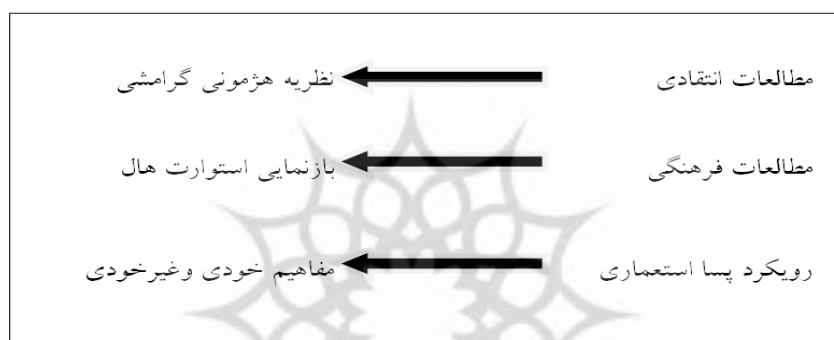 مطالعات انتقادی نظریه هژمونی گرامشی
مطالعات فرهنگی بازنمایی استوارت هال
رویکرد پسا استعماری مفاهیم خودی وغیرخودی